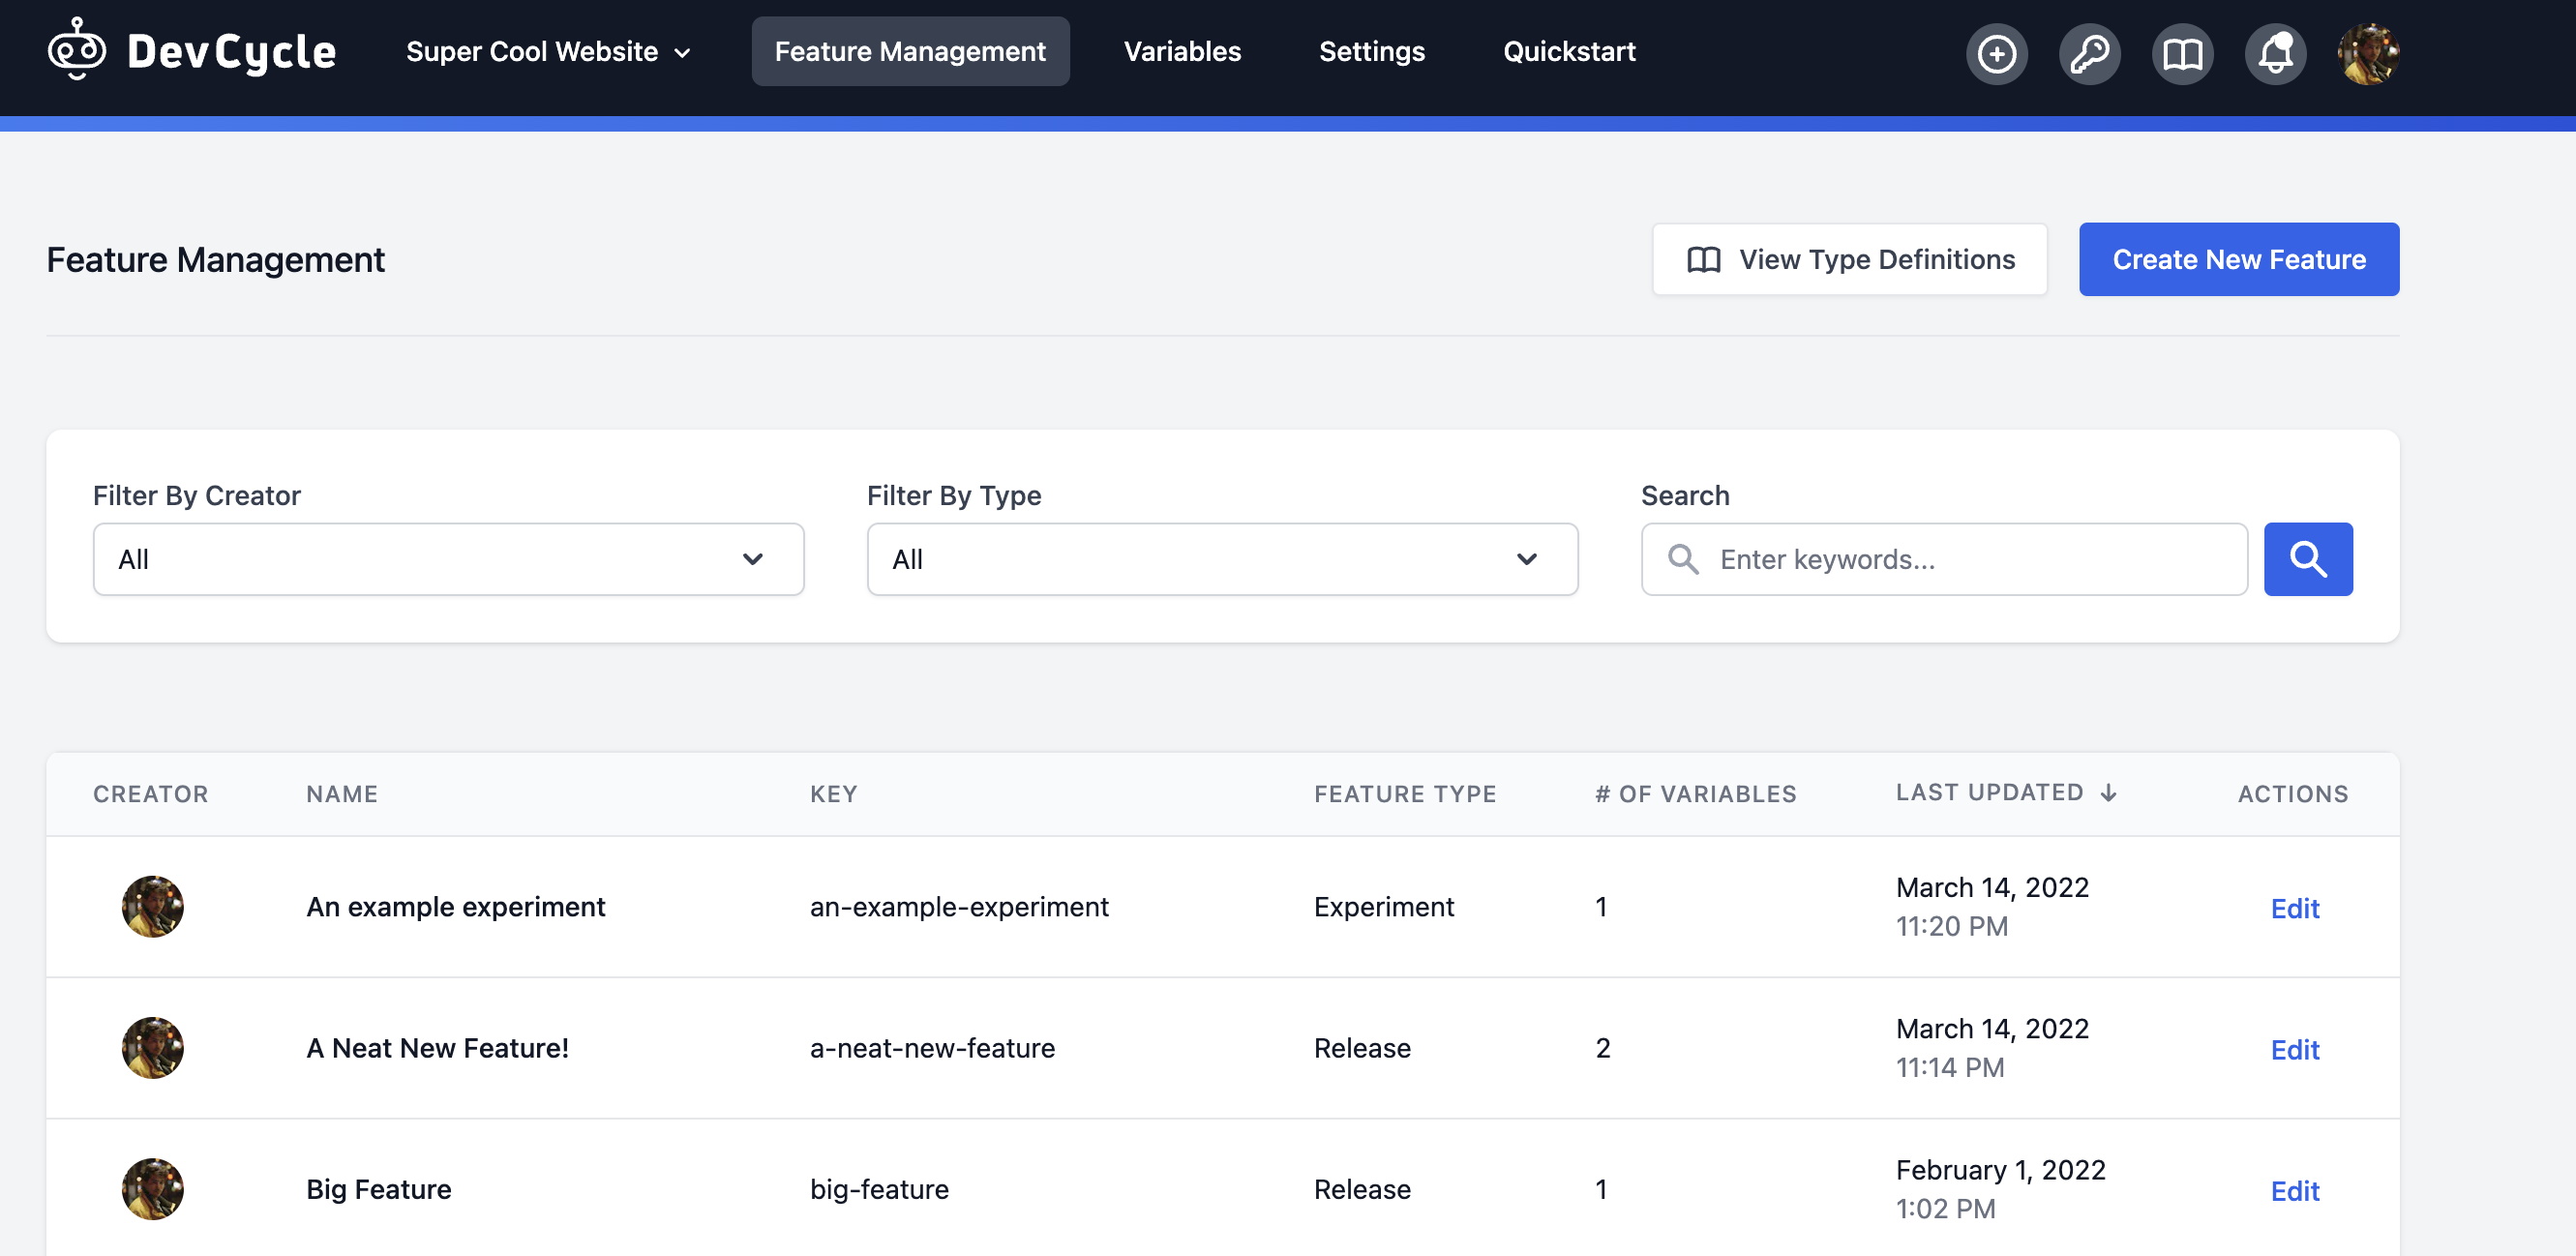 DevCycle Super Cool Website Feature Management Variables Settings Quickstart
Feature Management View Type Definitions Create New Feature
Filter By Creator Filter By Type Search
All All Enter keywords...
CREATOR NAME KEY FEATURE TYPE # OF VARIABLES LAST UPDATED ACTIONS
An example experiment an-example-experiment Experiment 1 March 14, 2022 Edit
11:20 PM
A Neat New Feature! a-neat-new-feature Release 2 March 14, 2022 Edit
11:14 PM
Big Feature big-feature Release 1 February 1, 2022 Edit
1:02 PM